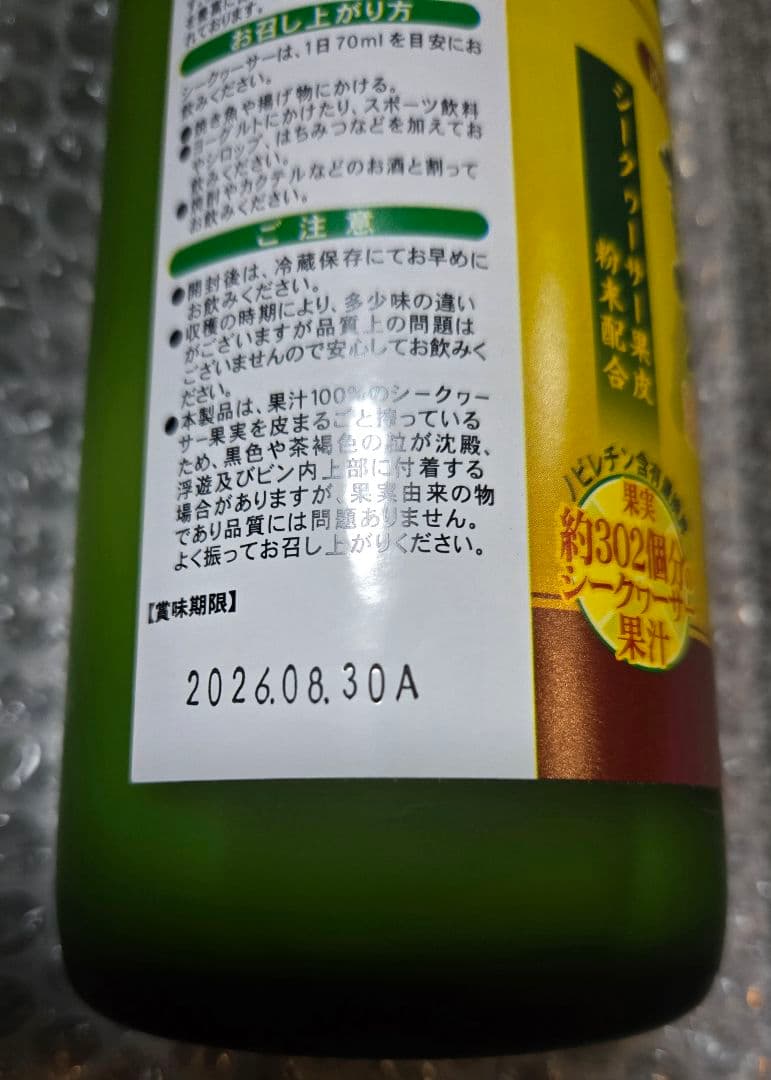 れております。
お召し上がり方
シークヮーサーは、1日70mlを目安にお
飲みください。
●焼き魚や揚げ物にかける。
●ヨーグルトにかけたり、スポーツ飲料
やシロップ、はちみつなどを加えてお
飲みください。
●焼酎やカクテルなどのお酒と割って
お飲みください。
ご注意
●開封後は、冷蔵保存にてお早めに
お飲みください。
●収穫の時期により、多少味の違い
がございますが品質上の問題は
ございませんので安心してお飲みく
ださい。
●本製品は、果汁100%のシークヮー
サー果実を皮まるごと搾っている
ため、黒色や茶褐色の粒が沈殿、
浮遊及びビン内上部に付着する
場合がありますが、果実由来の物
であり品質には問題ありません。
よく振ってお召し上がりください。
【賞味期限】
2026.08.30A
シークヮーサー果皮
粉末配合
ノビレチン含有
果実
約302個分の
シークヮーサー
果汁